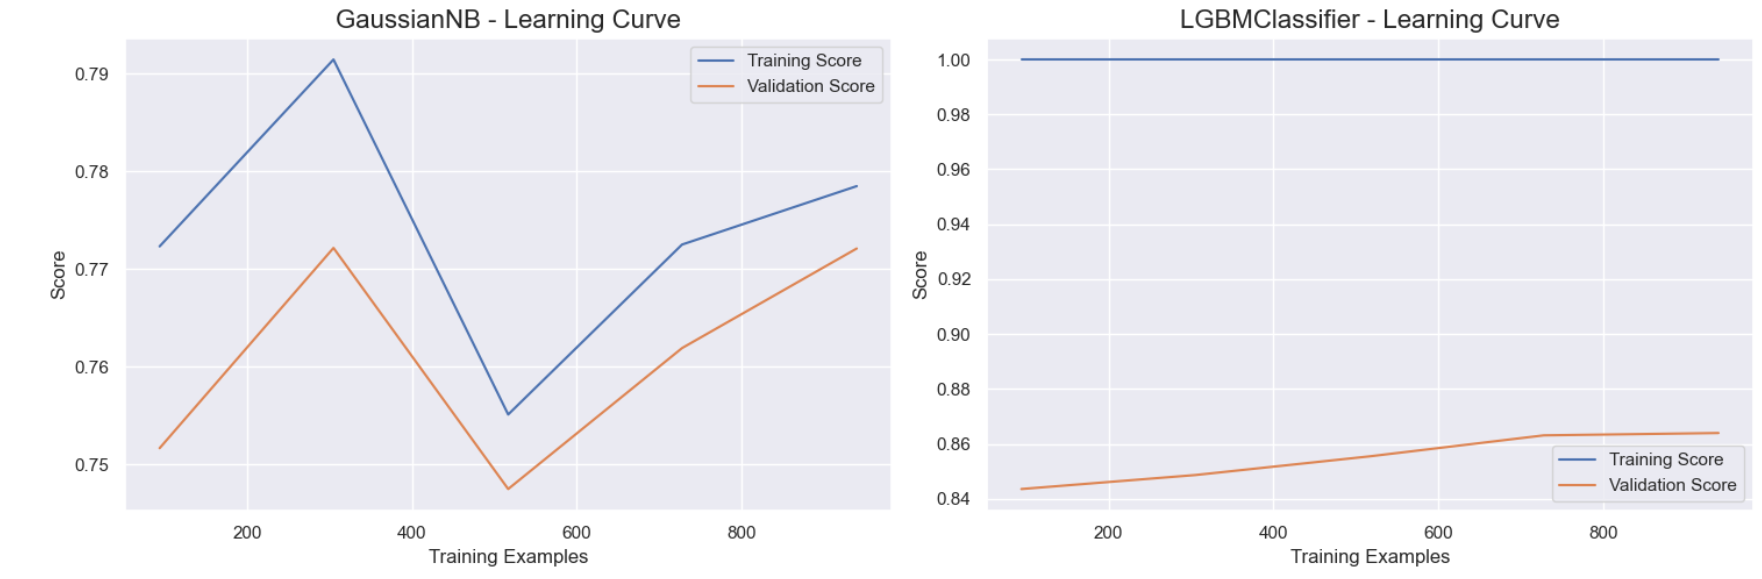 GaussianNB - Learning Curve
Training Score
Validation Score
0.79
0.78
0.77
0.76
0.75
Score
200
400
600
800
Training Examples
LGBMClassifier - Learning Curve
1.00
0.98
0.96
0.94
0.92
0.90
0.88
0.86
0.84
Score
Training Score
Validation Score
200
400
600
800
Training Examples